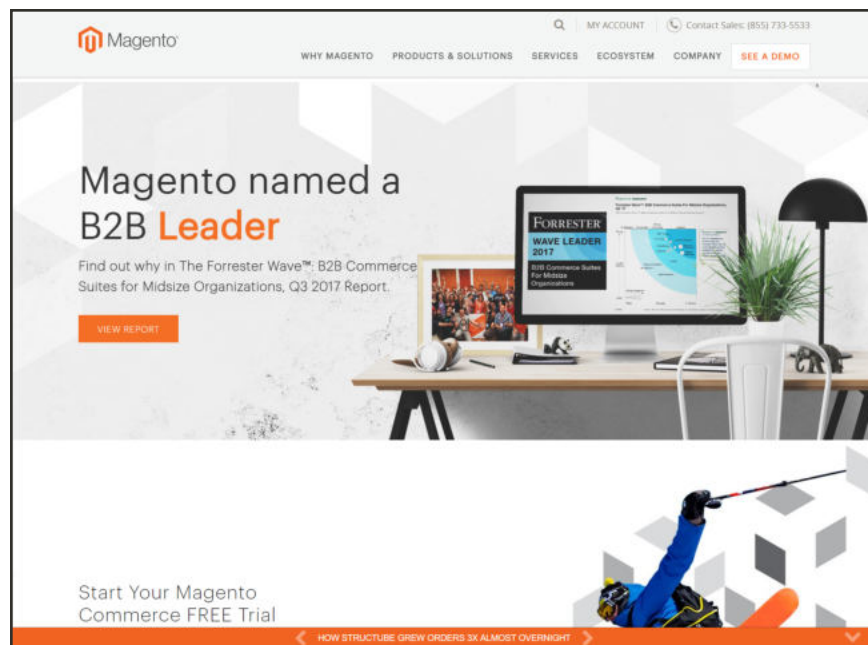 MY ACCOUNT
Contact Sales: (855) 733-5533
Magento
WHY MAGENTO
PRODUCTS & SOLUTIONS
SERVICES
ECOSYSTEM
COMPANY
SEE A DEMO
Magento named a
B2B Leader
Find out why in The Forrester Wave™: B2B Commerce
Suites for Midsize Organizations, Q3 2017 Report.
VIEW REPORT
FORRESTER
WAVE LEADER
2017
B2B Commerce Suites
For Midsize
Organizations
Start Your Magento
Commerce FREE Trial
HOW STRUCTUBE GREW ORDERS 3X ALMOST OVERNIGHT